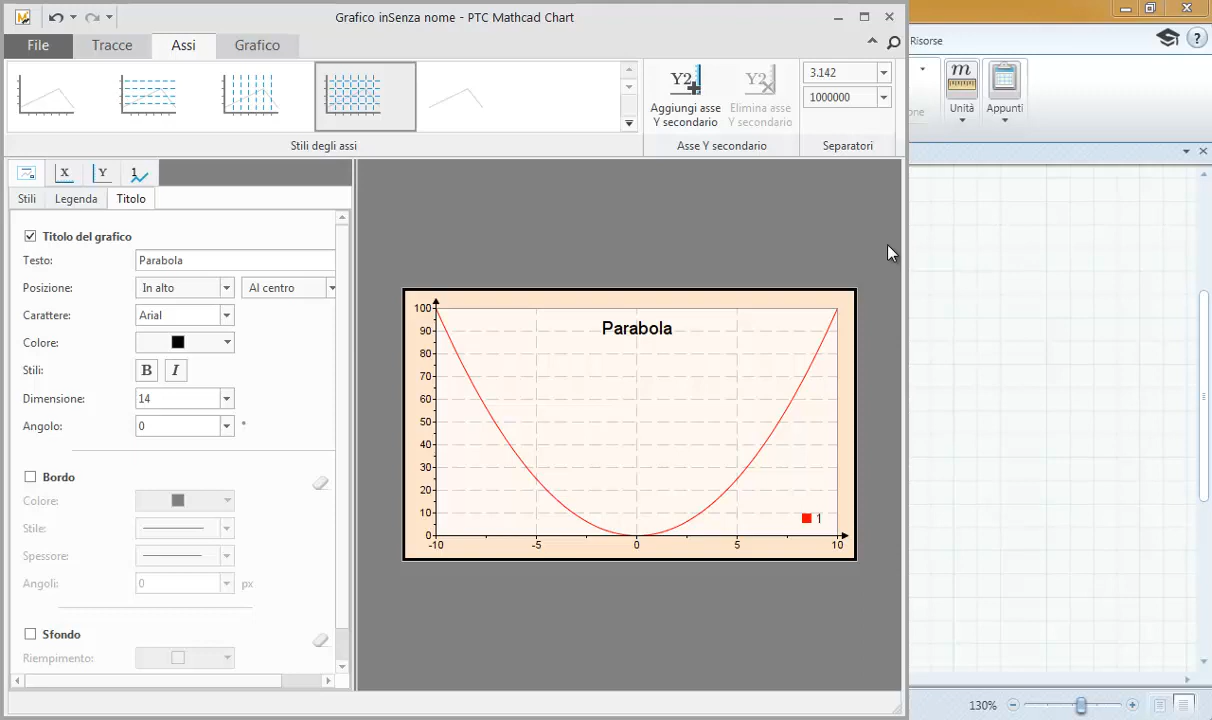 Grafico inSenza nome - PTC Mathcad Chart
File Tracce Assi Grafico
Risorse
?
Y2 Y2
3.142
1000000
Aggiungi asse Y secondario
Elimina asse Y secondario
Stili degli assi Asse Y secondario Separatori
m
Unità Appunti
X Y 1
Stili Legenda Titolo
Titolo del grafico
Testo: Parabola
Posizione: In alto Al centro
Carattere: Arial
Colore:
Stili: B I
Dimensione: 14
Angolo: 0 °
Bordo
Colore:
Stile:
Spessore:
Angoli: 0 px
Sfondo
Riempimento:
Parabola
100
90
80
70
60
50
40
30
20
10
0
1
-10 -5 0 5 10
130%